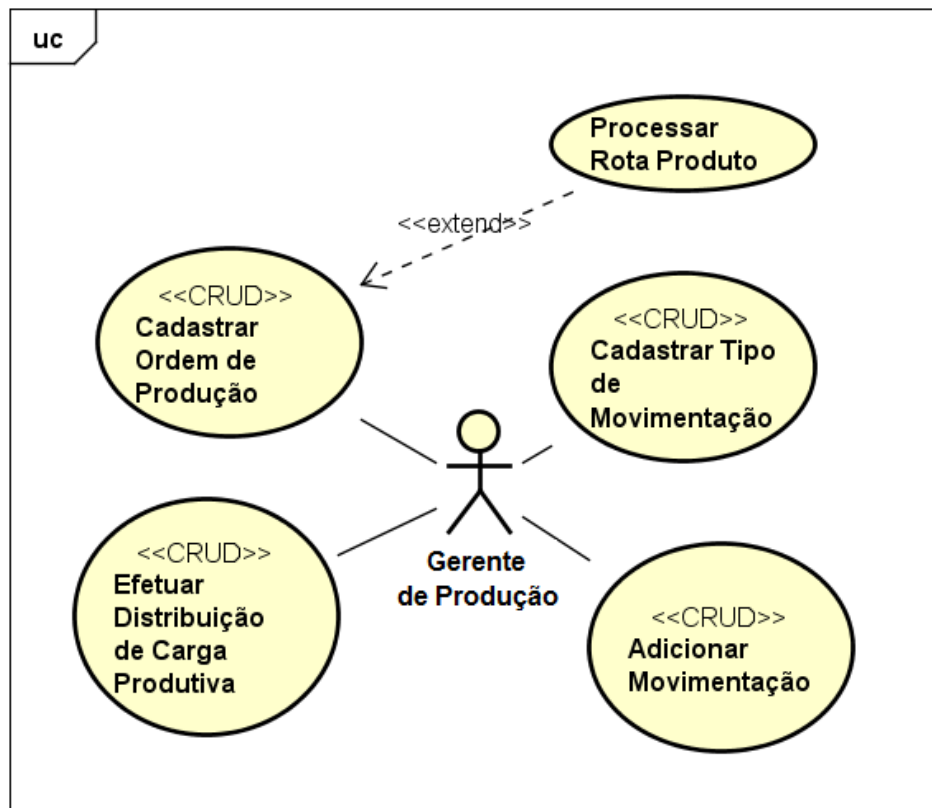 uc
Processar
Rota Produto
<<extend>>
<<CRUD>>
Cadastrar
Ordem de
Produção
<<CRUD>>
Cadastrar Tipo
de
Movimentação
Gerente
de Produção
<<CRUD>>
Efetuar
Distribuição
de Carga
Produtiva
<<CRUD>>
Adicionar
Movimentação